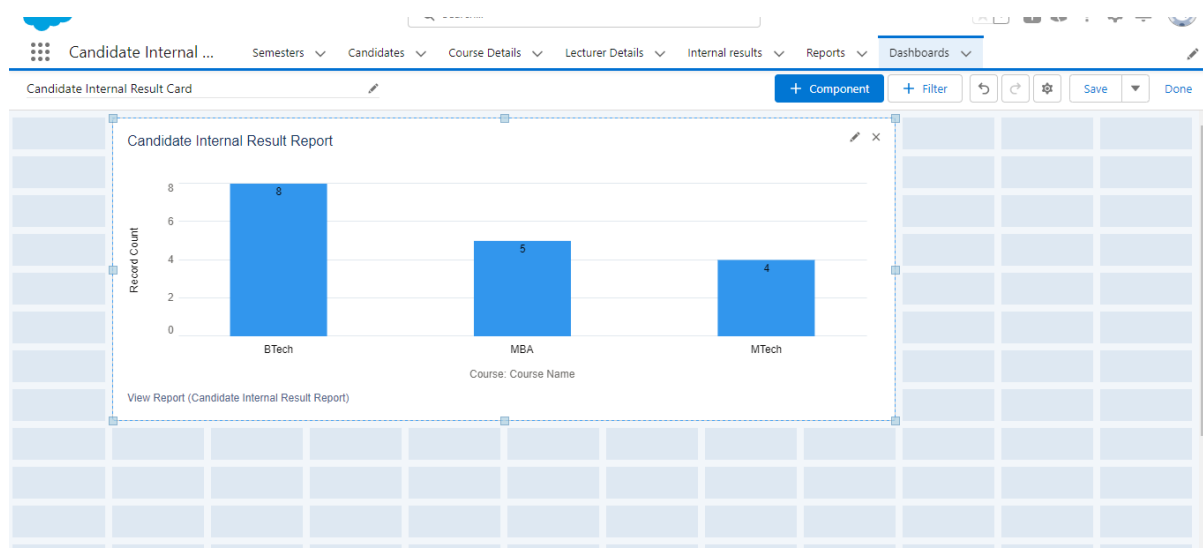 Candidate Internal ...
Semesters
Candidates
Course Details
Lecturer Details
Internal results
Reports
Dashboards
Candidate Internal Result Card
+ Component
+ Filter
Save
Done
Candidate Internal Result Report
8
6
4
2
0
Record Count
8
5
4
BTech
MBA
MTech
Course: Course Name
View Report (Candidate Internal Result Report)